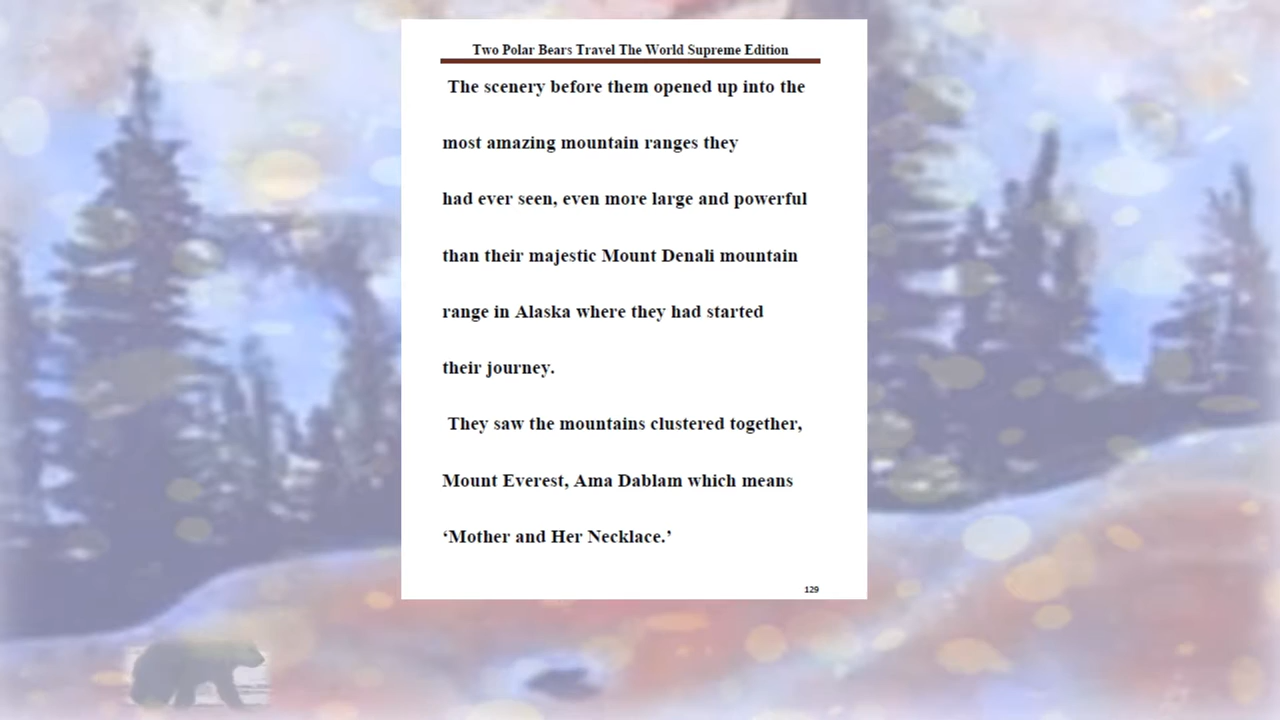 Two Polar Bears Travel The World Supreme Edition
The scenery before them opened up into the
most amazing mountain ranges they
had ever seen, even more large and powerful
than their majestic Mount Denali mountain
range in Alaska where they had started
their journey.
They saw the mountains clustered together,
Mount Everest, Ama Dablam which means
‘Mother and Her Necklace.’
129